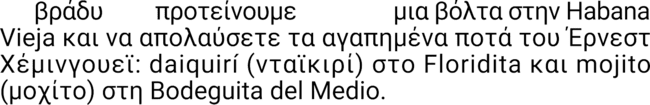 βράδυ προτείνουμε μια βόλτα στην Habana
Vieja και να απολαύσετε τα αγαπημένα ποτά του Έρνεστ
Χέμινγουεϊ: daiquirí (νταϊκιρί) στο Floridita και mojito
(μοχίτο) στη Bodeguita del Medio.